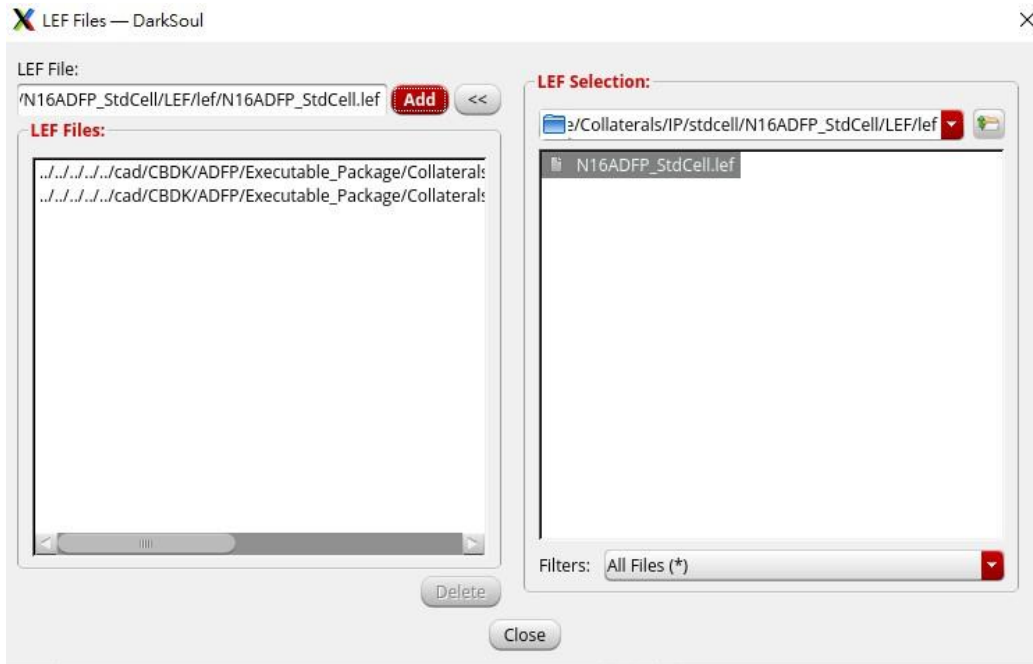 LEF Files — DarkSoul
LEF File:
/N16ADFP_StdCell/LEF/lef/N16ADFP_StdCell.lef Add <<
LEF Files:
../../../../../cad/CBDK/ADFP/Executable_Package/Collaterals
../../../../../cad/CBDK/ADFP/Executable_Package/Collaterals
Delete
LEF Selection:
e/Collaterals/IP/stdcell/N16ADFP_StdCell/LEF/lef
N16ADFP_StdCell.lef
Filters: All Files (*)
Close